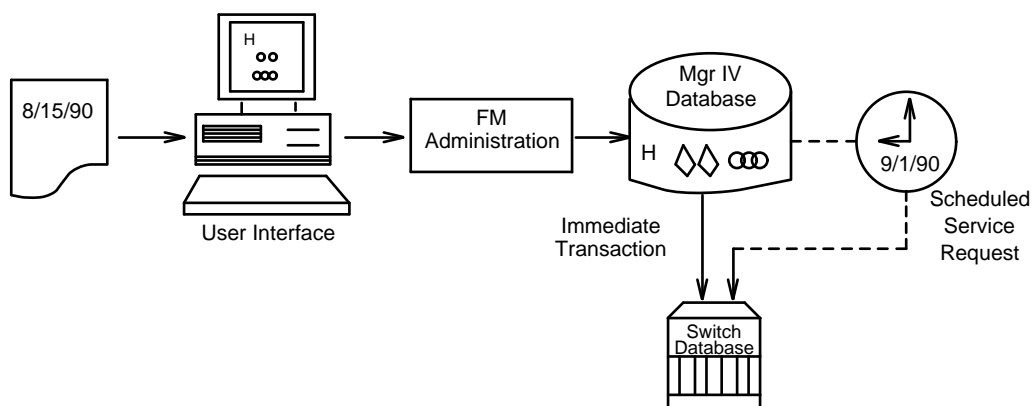 H
8/15/90
User Interface
FM
Administration
Mgr IV
Database
H
9/1/90
Scheduled
Service
Request
Immediate
Transaction
Switch
Database